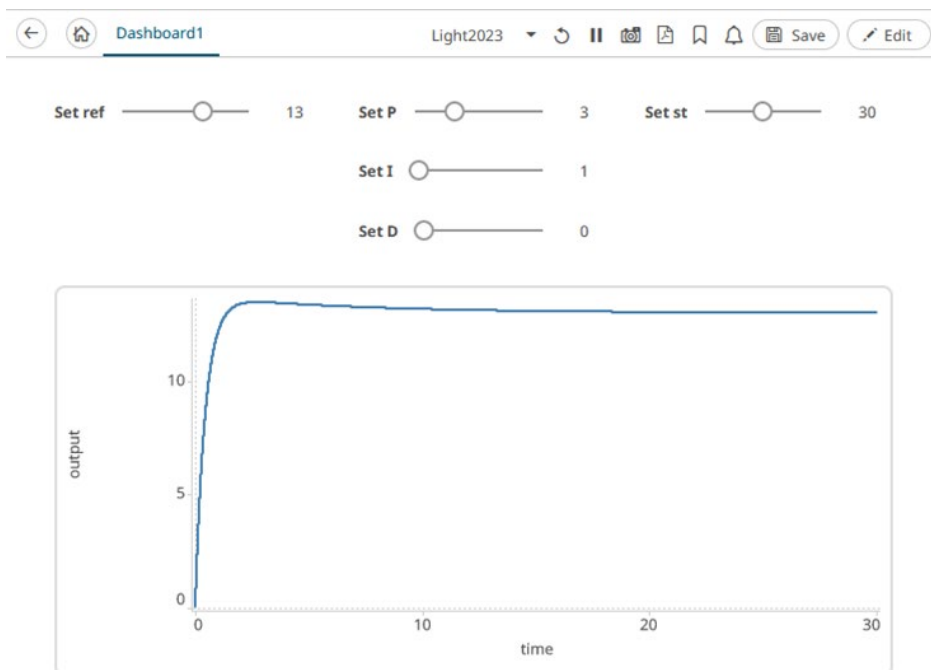 Dashboard1 Light2023 Save Edit
Set ref 13 Set P 3 Set st 30
Set I 1
Set D 0
10
5
0
output
0 10 20 30
time